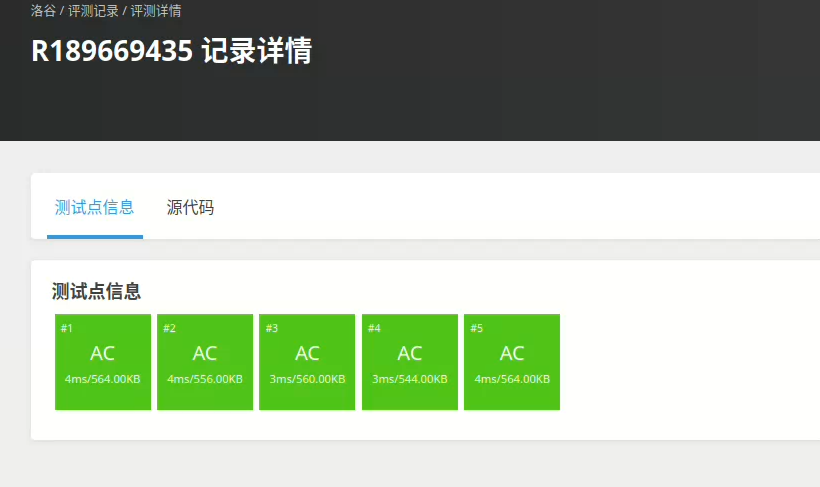 洛谷 / 评测记录 / 评测详情
R189669435 记录详情
测试点信息 源代码
测试点信息
#1 #2 #3 #4 #5
AC AC AC AC AC
4ms/564.00KB 4ms/556.00KB 3ms/560.00KB 3ms/544.00KB 4ms/564.00KB